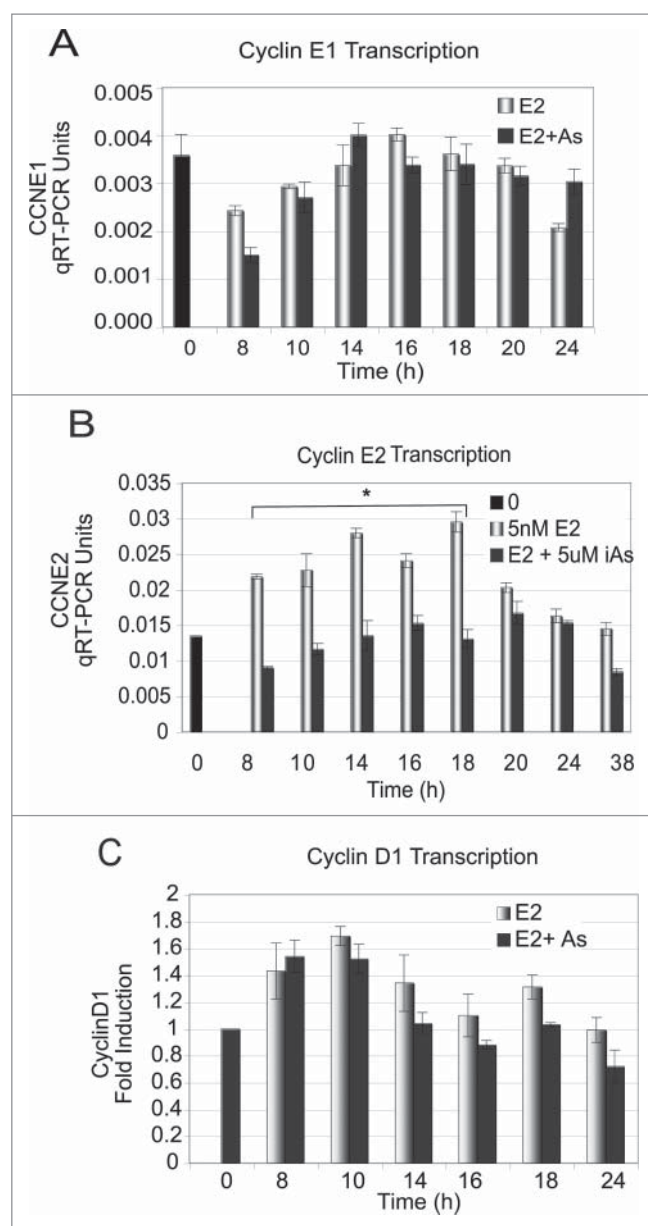 A
Cyclin E1 Transcription
CCNE1
qRT-PCR Units
0.005
0.004
0.003
0.002
0.001
0.000
E2
E2+As
0 8 10 14 16 18 20 24
Time (h)
B
Cyclin E2 Transcription
CCNE2
qRT-PCR Units
0.035
0.03
0.025
0.02
0.015
0.01
0.005
0
*
0
5nM E2
E2 + 5uM iAs
0 8 10 14 16 18 20 24 38
Time (h)
C
Cyclin D1 Transcription
CyclinD1
Fold Induction
2
1.8
1.6
1.4
1.2
1
0.8
0.6
0.4
0.2
0
E2
E2+ As
0 8 10 14 16 18 24
Time (h)